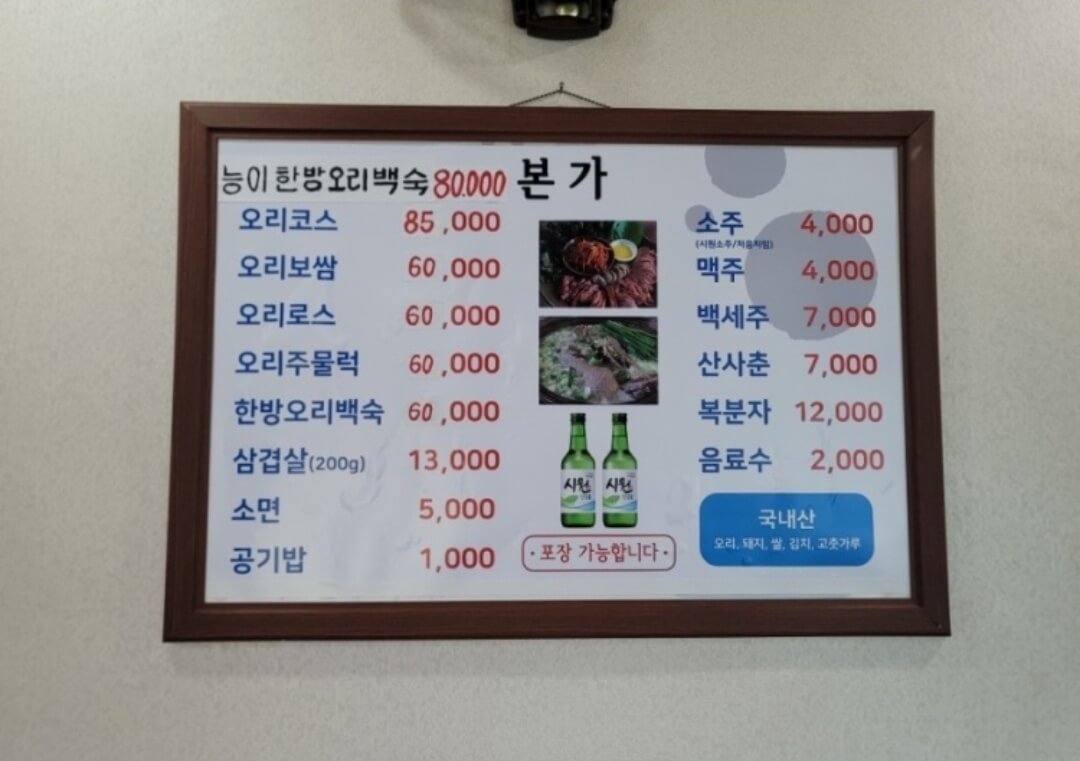 본가
능이한방오리백숙 80.000
오리코스 85,000
오리보쌈 60,000
오리로스 60,000
오리주물럭 60,000
한방오리백숙 60,000
삼겹살(200g) 13,000
소면 5,000
공기밥 1,000
시원 시원
· 포장 가능합니다 ·
소주 4,000
(시원소주/처음처럼)
맥주 4,000
백세주 7,000
산사춘 7,000
복분자 12,000
음료수 2,000
국내산
오리, 돼지, 쌀, 김치, 고춧가루